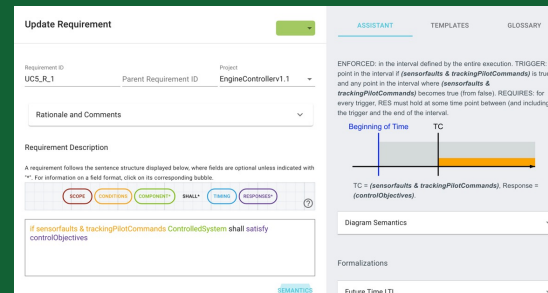 Update Requirement
ASSISTANT
TEMPLATES
GLOSSARY
Requirement ID
UC5_R_1
Parent Requirement ID
Project
EngineControllerv1.1
Rationale and Comments
Requirement Description
A requirement follows the sentence structure displayed below, where fields are optional unless indicated with
"*". For information on a field format, click on its corresponding bubble.
SCOPE
CONDITIONS
COMPONENT*
SHALL*
TIMING
RESPONSES*
?
if sensorfaults & trackingPilotCommands ControlledSystem shall satisfy
controlObjectives
SEMANTICS
ENFORCED: in the interval defined by the entire execution. TRIGGER:
point in the interval if (sensorfaults & trackingPilotCommands) is true
and any point in the interval where (sensorfaults &
trackingPilotCommands) becomes true (from false). REQUIRES: for
every trigger, RES must hold at some time point between (and including)
the trigger and the end of the interval.
Beginning of Time
TC
TC = (sensorfaults & trackingPilotCommands), Response =
(controlObjectives).
Diagram Semantics
Formalizations
Future Time LTL